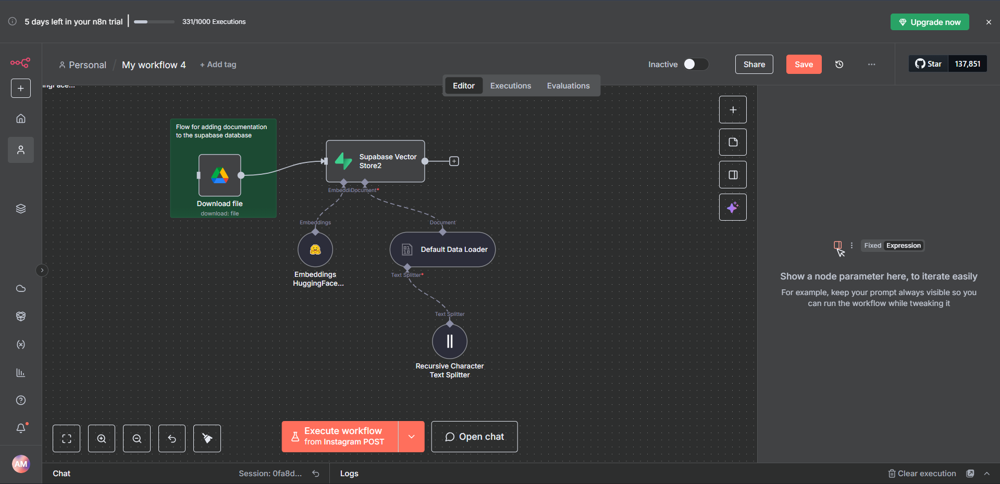 5 days left in your n8n trial
331/1000 Executions
Upgrade now
Personal / My workflow 4
+ Add tag
Inactive
Share
Save
Star
137,851
Editor
Executions
Evaluations
Flow for adding documentation
to the supabase database
Download file
download: file
Supabase Vector
Store2
Document*
Embeddings
Document
Embeddings
HuggingFace...
Default Data Loader
Text Splitter*
Text Splitter
Recursive Character
Text Splitter
Fixed
Expression
Show a node parameter here, to iterate easily
For example, keep your prompt always visible so you
can run the workflow while tweaking it
Execute workflow
from Instagram POST
Open chat
AM
Chat
Session: 0fa8d...
Logs
Clear execution